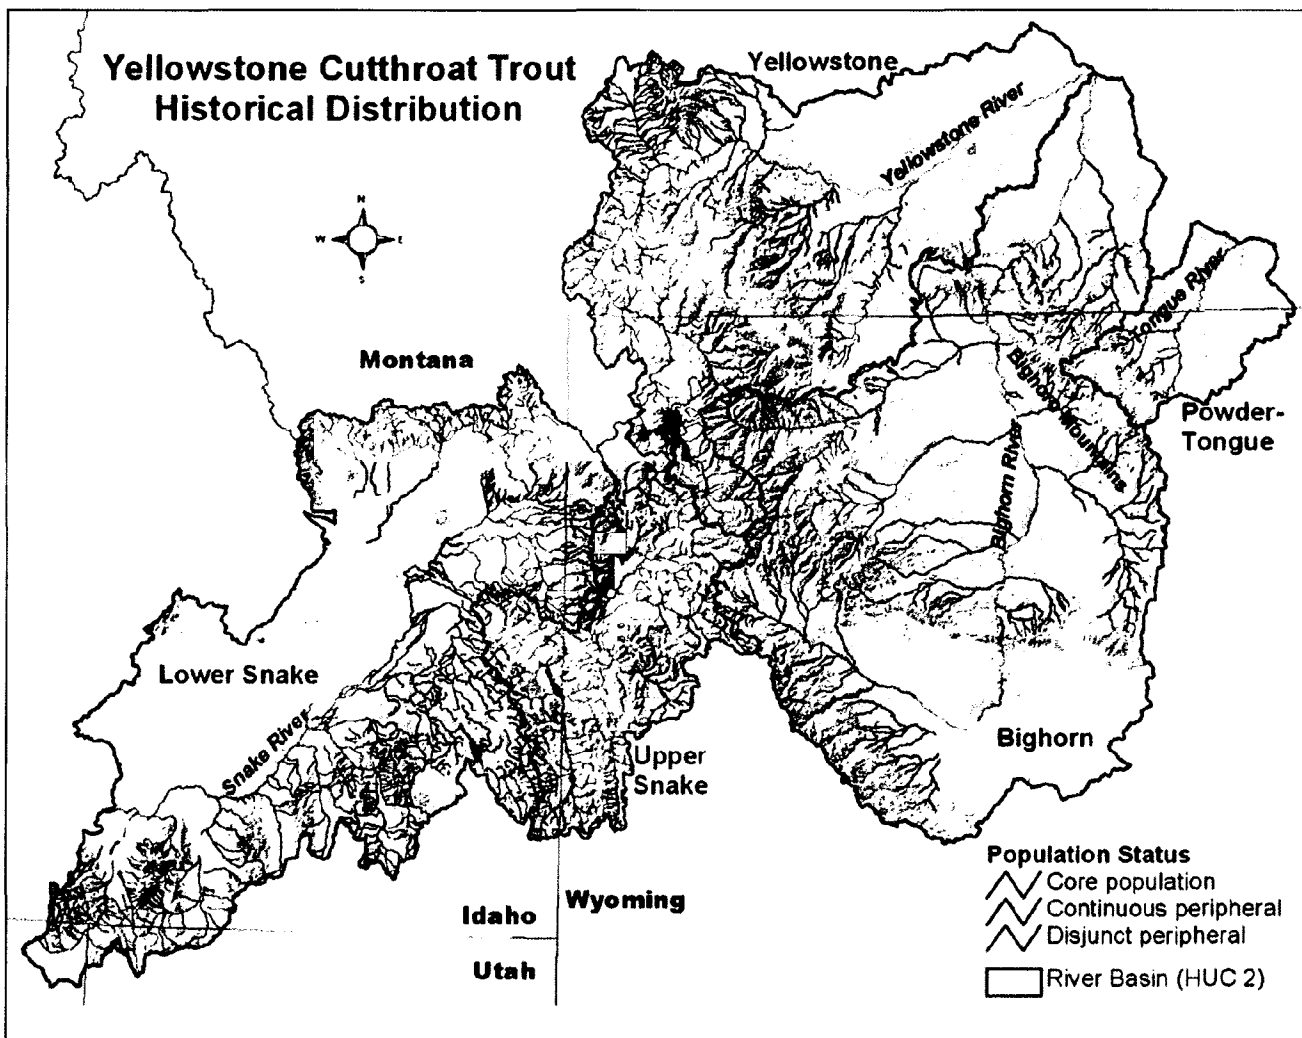 Yellowstone Cutthroat Trout
Historical Distribution
Yellowstone
Yellowstone River
N
W
E
S
Tongue River
Montana
Bighorn Mountains
Powder-
Tongue
Bighorn River
Lower Snake
Snake River
Upper
Snake
Bighorn
Population Status
Core population
Continuous peripheral
Disjunct peripheral
River Basin (HUC 2)
Wyoming
Idaho
Utah